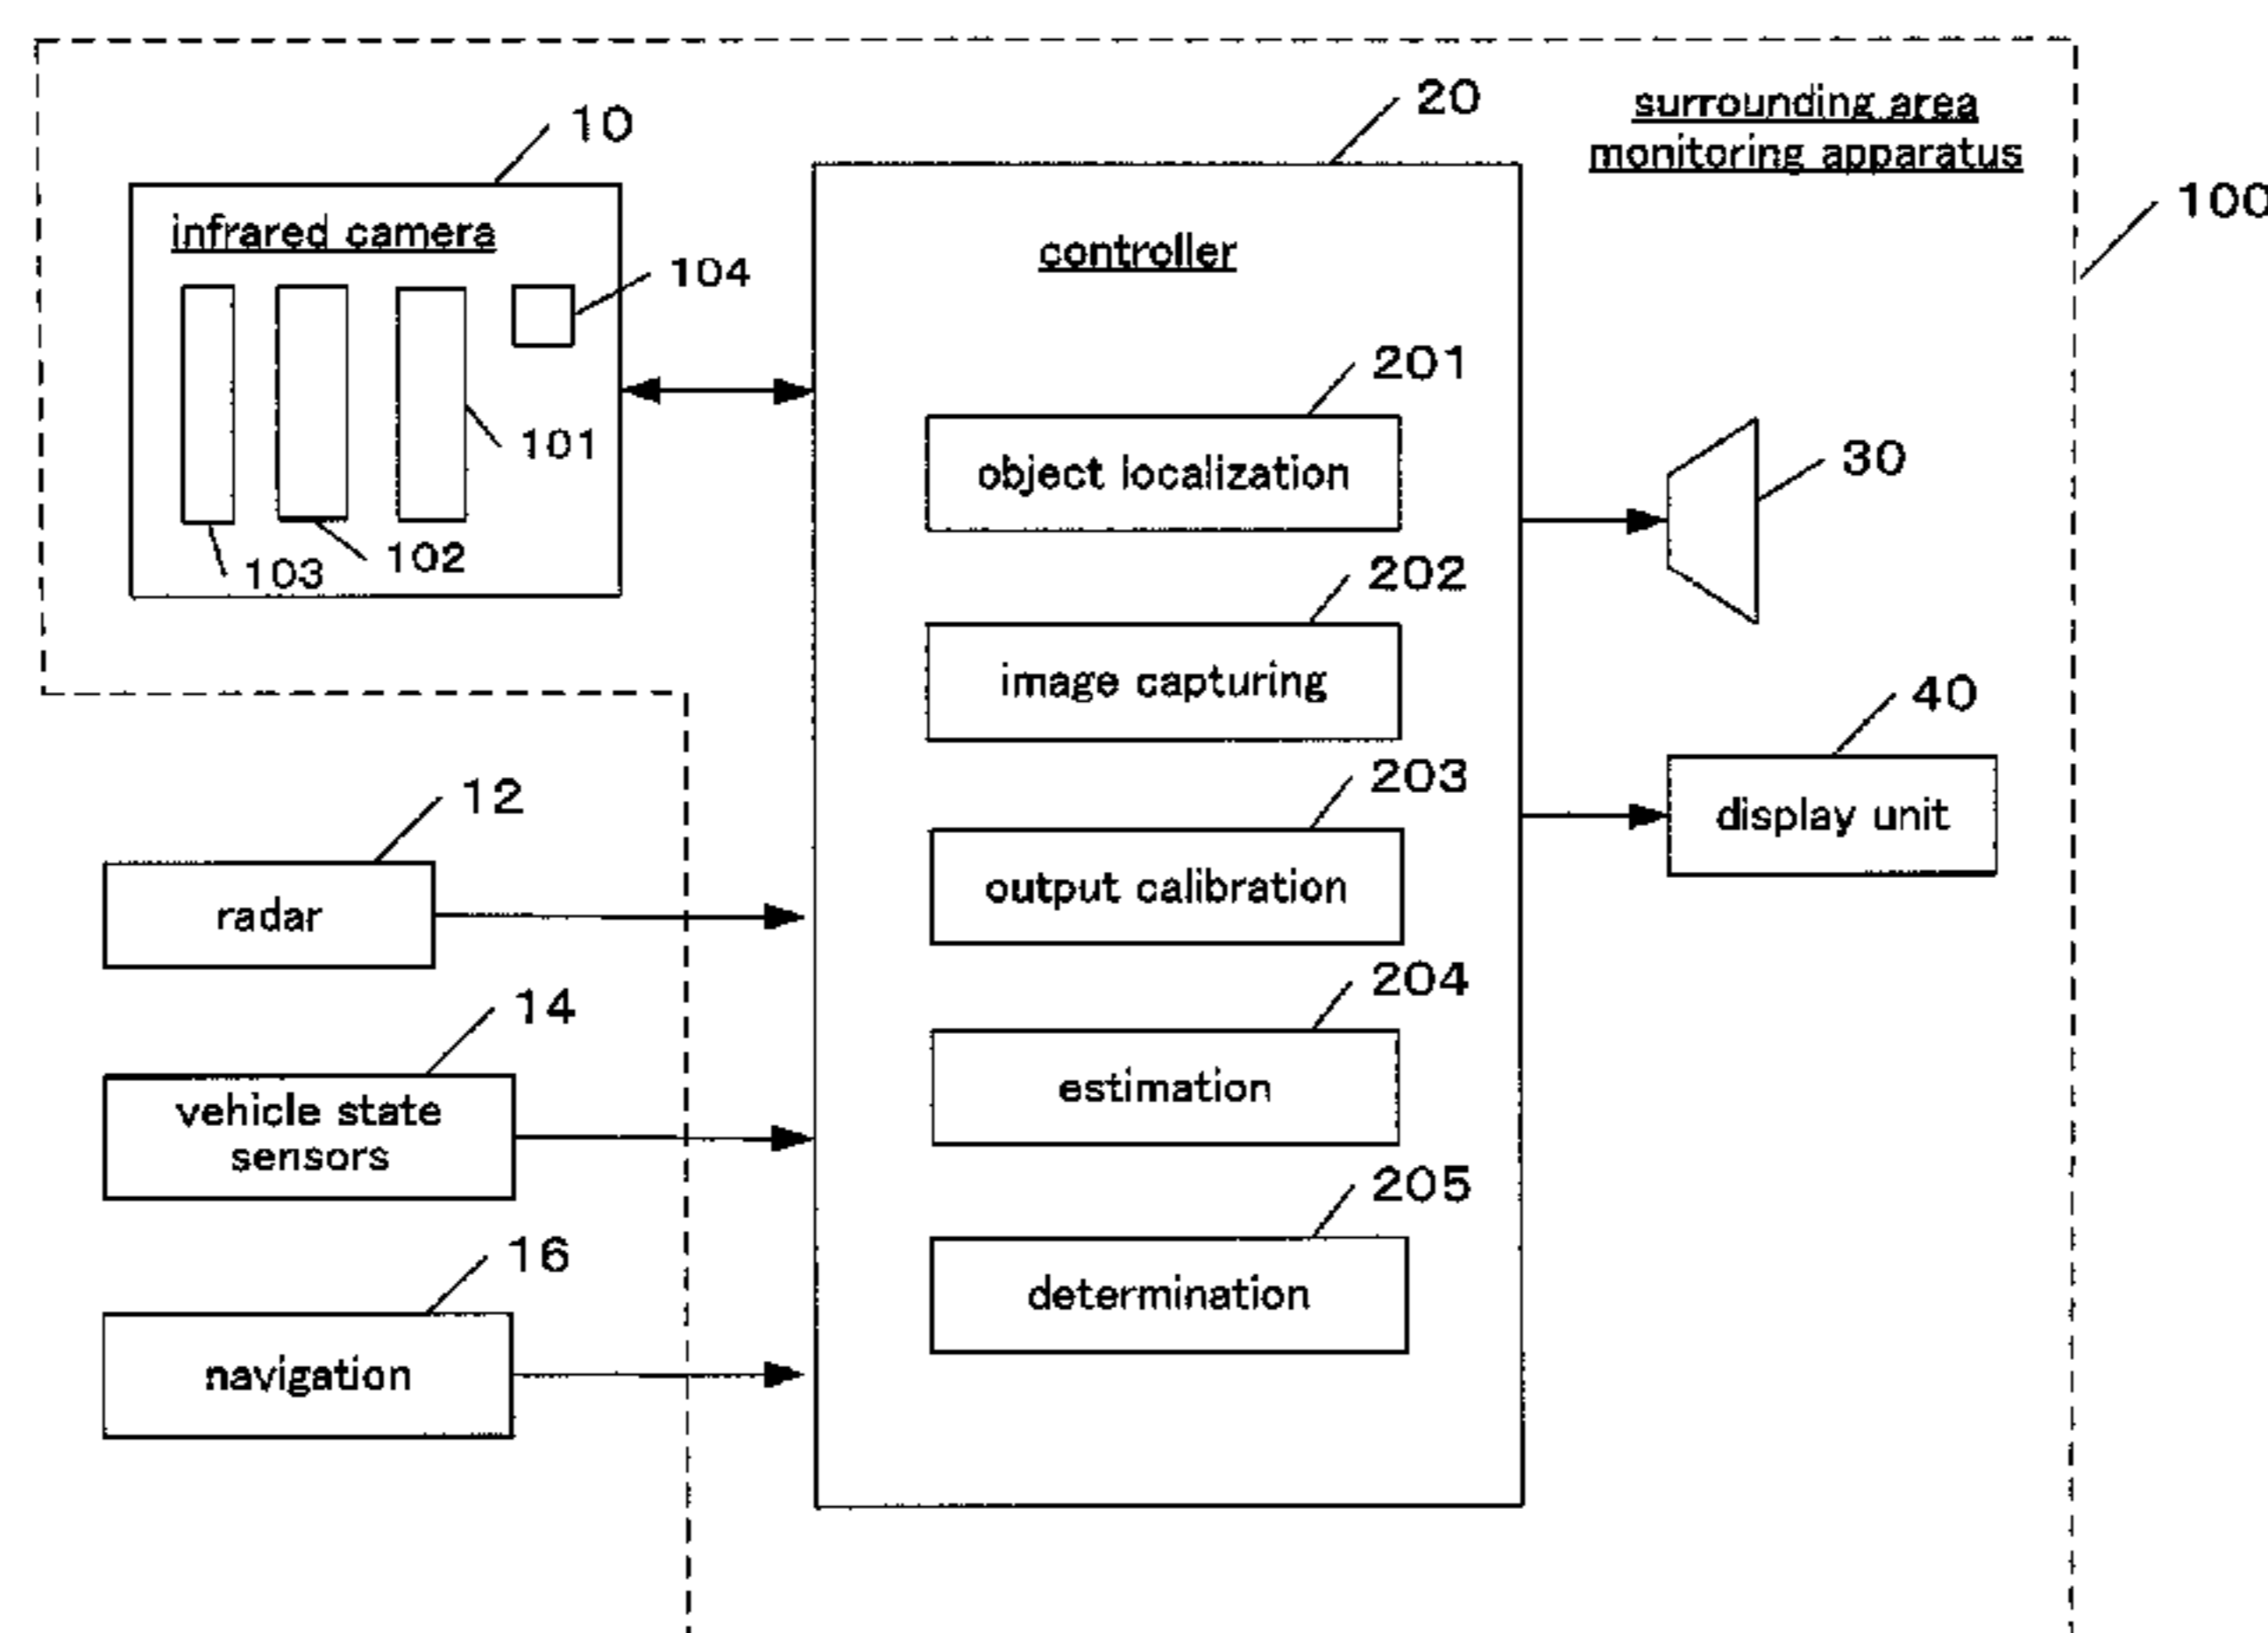 surrounding area
monitoring apparatus
100
10
infrared camera
104
101
102
103
20
controller
201
object localization
202
image capturing
203
output calibration
204
estimation
205
determination
30
40
display unit
12
radar
14
vehicle state
sensors
16
navigation